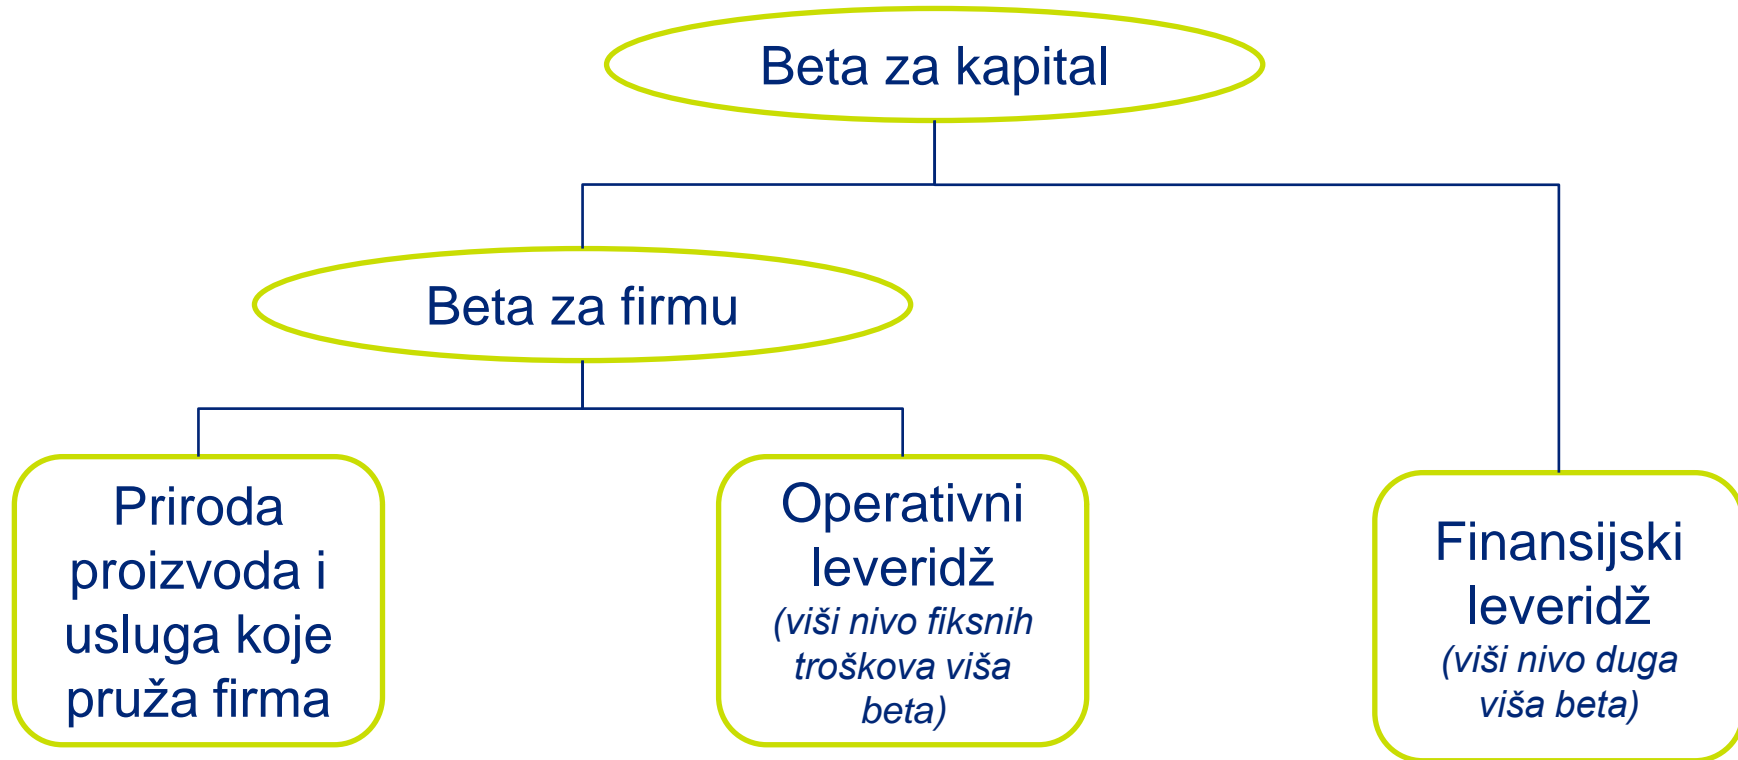 Beta za kapital
Beta za firmu
Priroda
proizvoda i
usluga koje
pruža firma
Operativni
leveridž
(viši nivo fiksnih
troškova viša
beta)
Finansijski
leveridž
(viši nivo duga
viša beta)